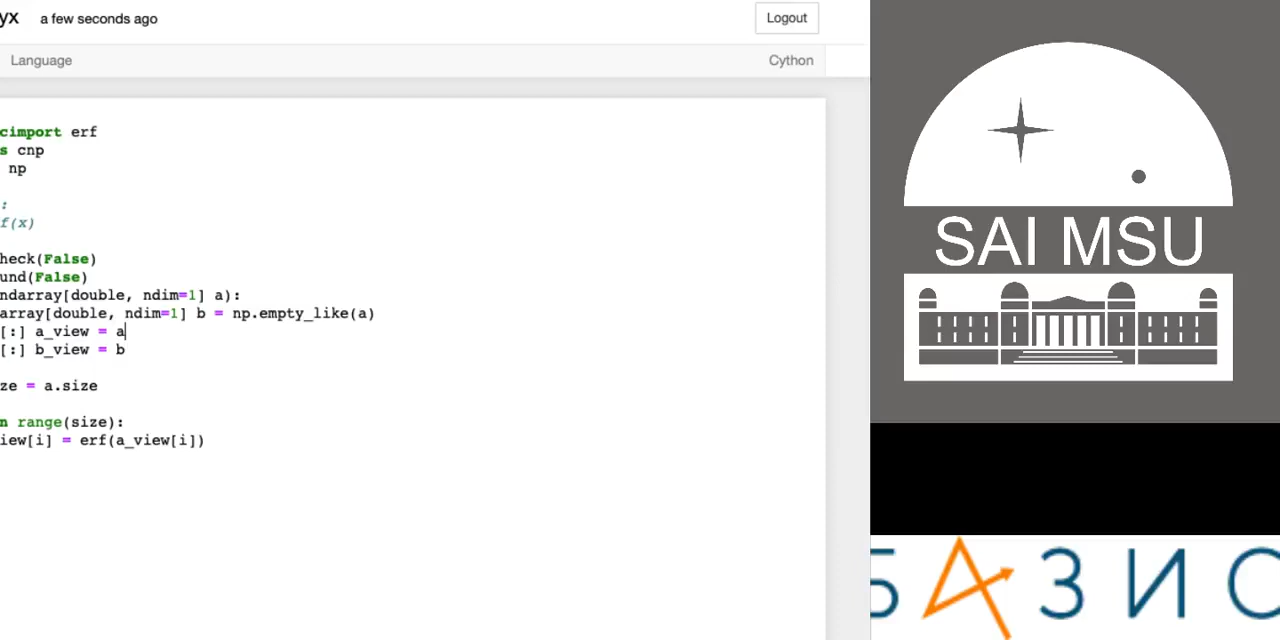 yx a few seconds ago Logout
Language Cython
cimport erf
s cnp
np
:
f(x)
heck(False)
und(False)
ndarray[double, ndim=1] a):
array[double, ndim=1] b = np.empty_like(a)
[:] a_view = a
[:] b_view = b
ze = a.size
n range(size):
iew[i] = erf(a_view[i])
SAI MSU
БАЗИС